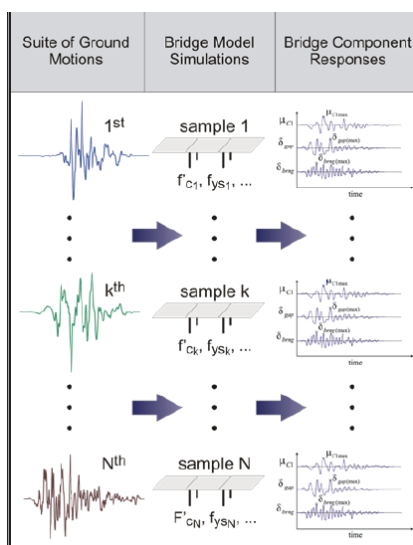 Suite of Ground Motions
Bridge Model Simulations
Bridge Component Responses
1st
sample 1
f'C1, fys1, ...
μC1
μC1max
δgap
δgap(max)
δbrng
δbrng(max)
time
kth
sample k
f'Ck, fysk, ...
μC1
μC1max
δgap
δgap(max)
δbrng
δbrng(max)
time
Nth
sample N
F'CN, fysN, ...
μC1
μC1max
δgap
δgap(max)
δbrng
δbrng(max)
time